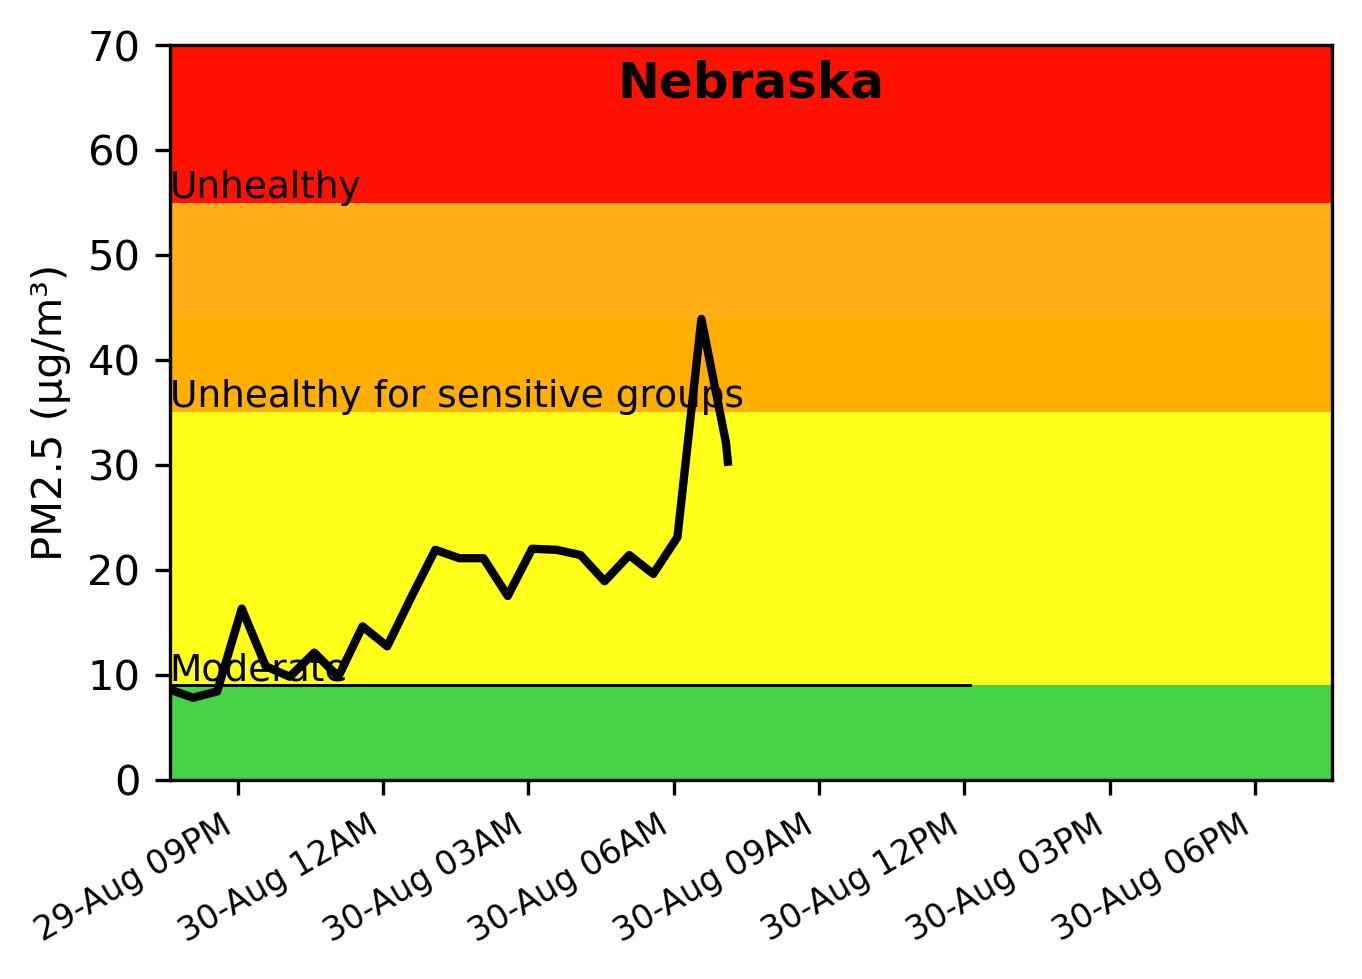 Nebraska
PM2.5 (μg/m³)
70
60
50
40
30
20
10
0
Unhealthy
Unhealthy for sensitive groups
Moderate
29-Aug 09PM
30-Aug 12AM
30-Aug 03AM
30-Aug 06AM
30-Aug 09AM
30-Aug 12PM
30-Aug 03PM
30-Aug 06PM